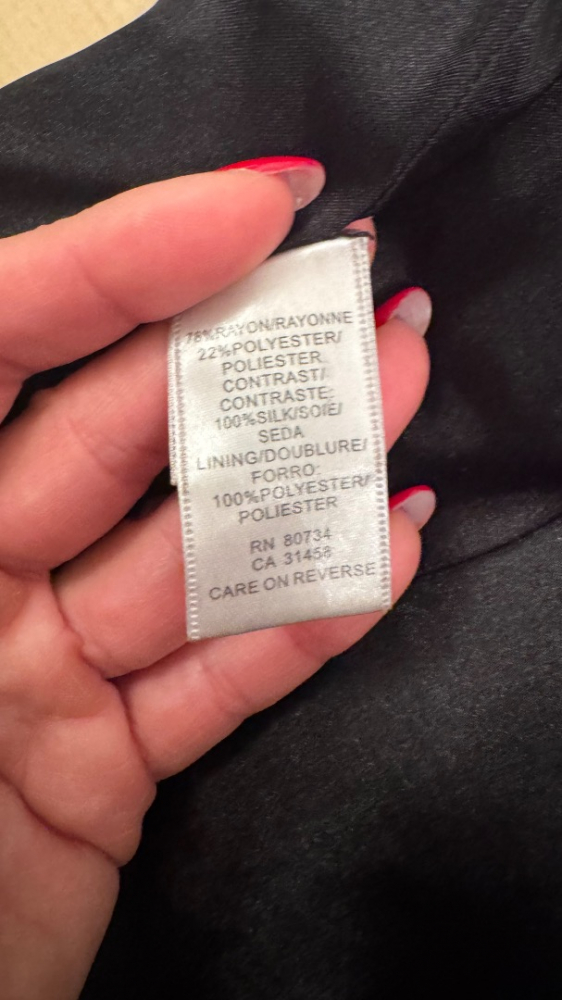 78%RAYON/RAYONNE
22%POLYESTER/
POLIESTER
CONTRAST/
CONTRASTE:
100%SILK/SOIE/
SEDA
LINING/DOUBLURE/
FORRO:
100%POLYESTER/
POLIESTER
RN 80734
CA 31458
CARE ON REVERSE